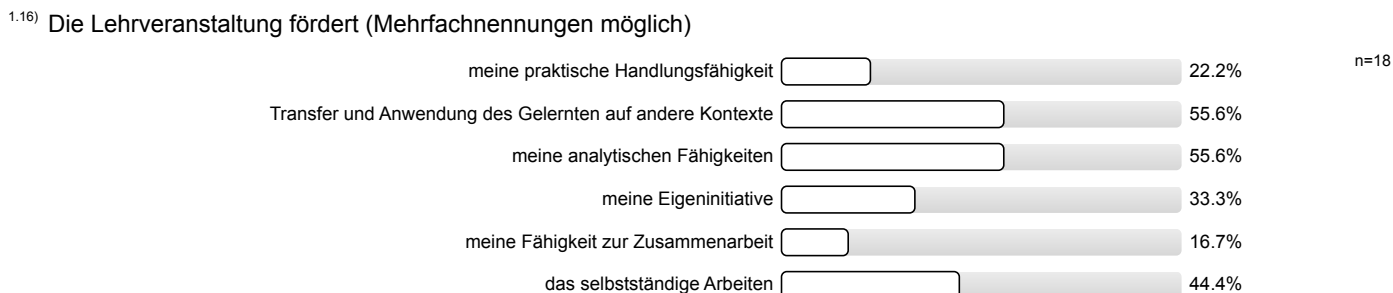 1.16) Die Lehrveranstaltung fördert (Mehrfachnennungen möglich)
n=18
meine praktische Handlungsfähigkeit 22.2%
Transfer und Anwendung des Gelernten auf andere Kontexte 55.6%
meine analytischen Fähigkeiten 55.6%
meine Eigeninitiative 33.3%
meine Fähigkeit zur Zusammenarbeit 16.7%
das selbstständige Arbeiten 44.4%